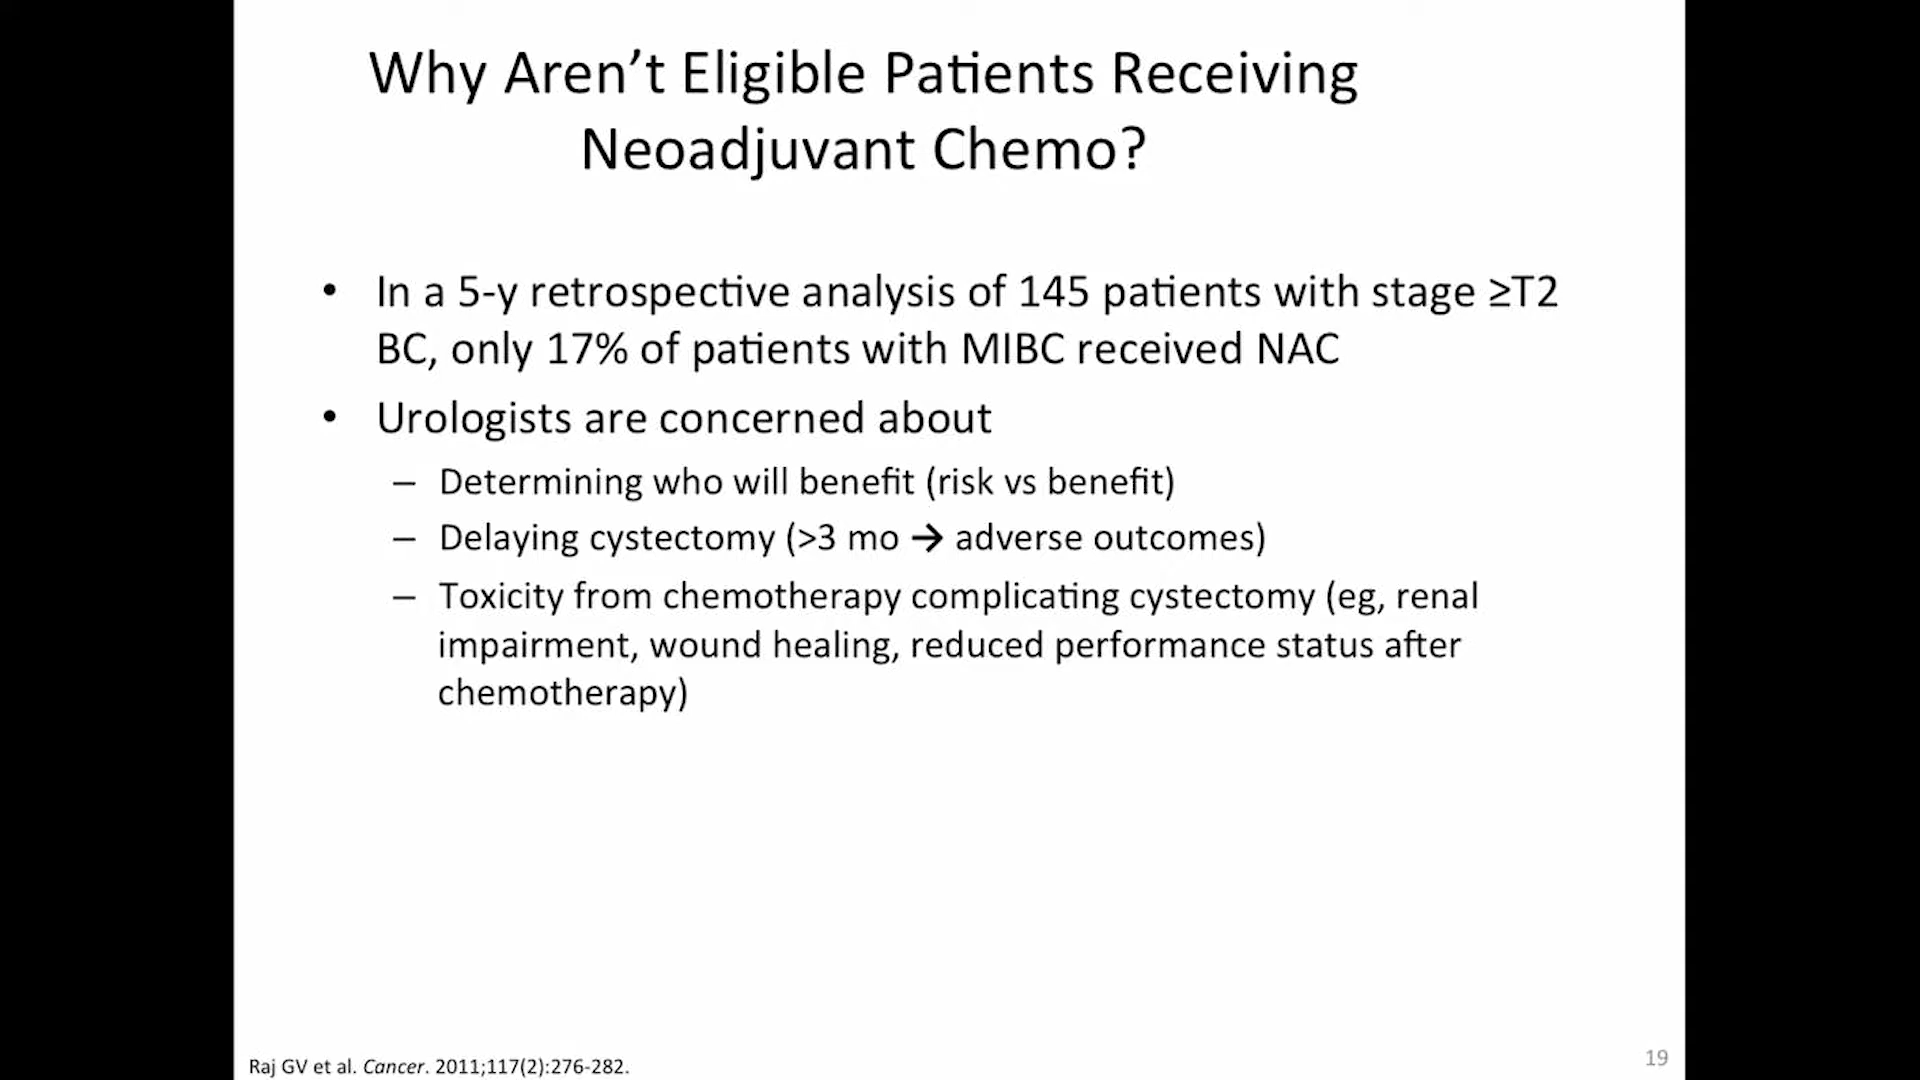 Why Aren’t Eligible Patients Receiving
Neoadjuvant Chemo?
• In a 5-y retrospective analysis of 145 patients with stage ≥T2
BC, only 17% of patients with MIBC received NAC
• Urologists are concerned about
– Determining who will benefit (risk vs benefit)
– Delaying cystectomy (>3 mo → adverse outcomes)
– Toxicity from chemotherapy complicating cystectomy (eg, renal
impairment, wound healing, reduced performance status after
chemotherapy)
Raj GV et al. Cancer. 2011;117(2):276-282.
19